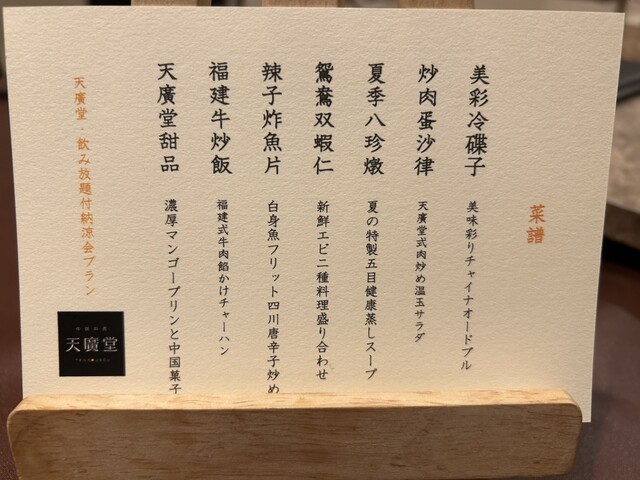 菜譜
美彩冷碟子 美味彩りチャイナオードブル
炒肉蛋沙律 天廣堂式肉炒め温玉サラダ
夏季八珍燉 夏の特製五目健康蒸しスープ
鴛鴦双蝦仁 新鮮エビ二種料理盛り合わせ
辣子炸魚片 白身魚フリット四川唐辛子炒め
福建牛炒飯 福建式牛肉餡かけチャーハン
天廣堂甜品 濃厚マンゴープリンと中国菓子
天廣堂・飲み放題付納涼会プラン
天廣堂